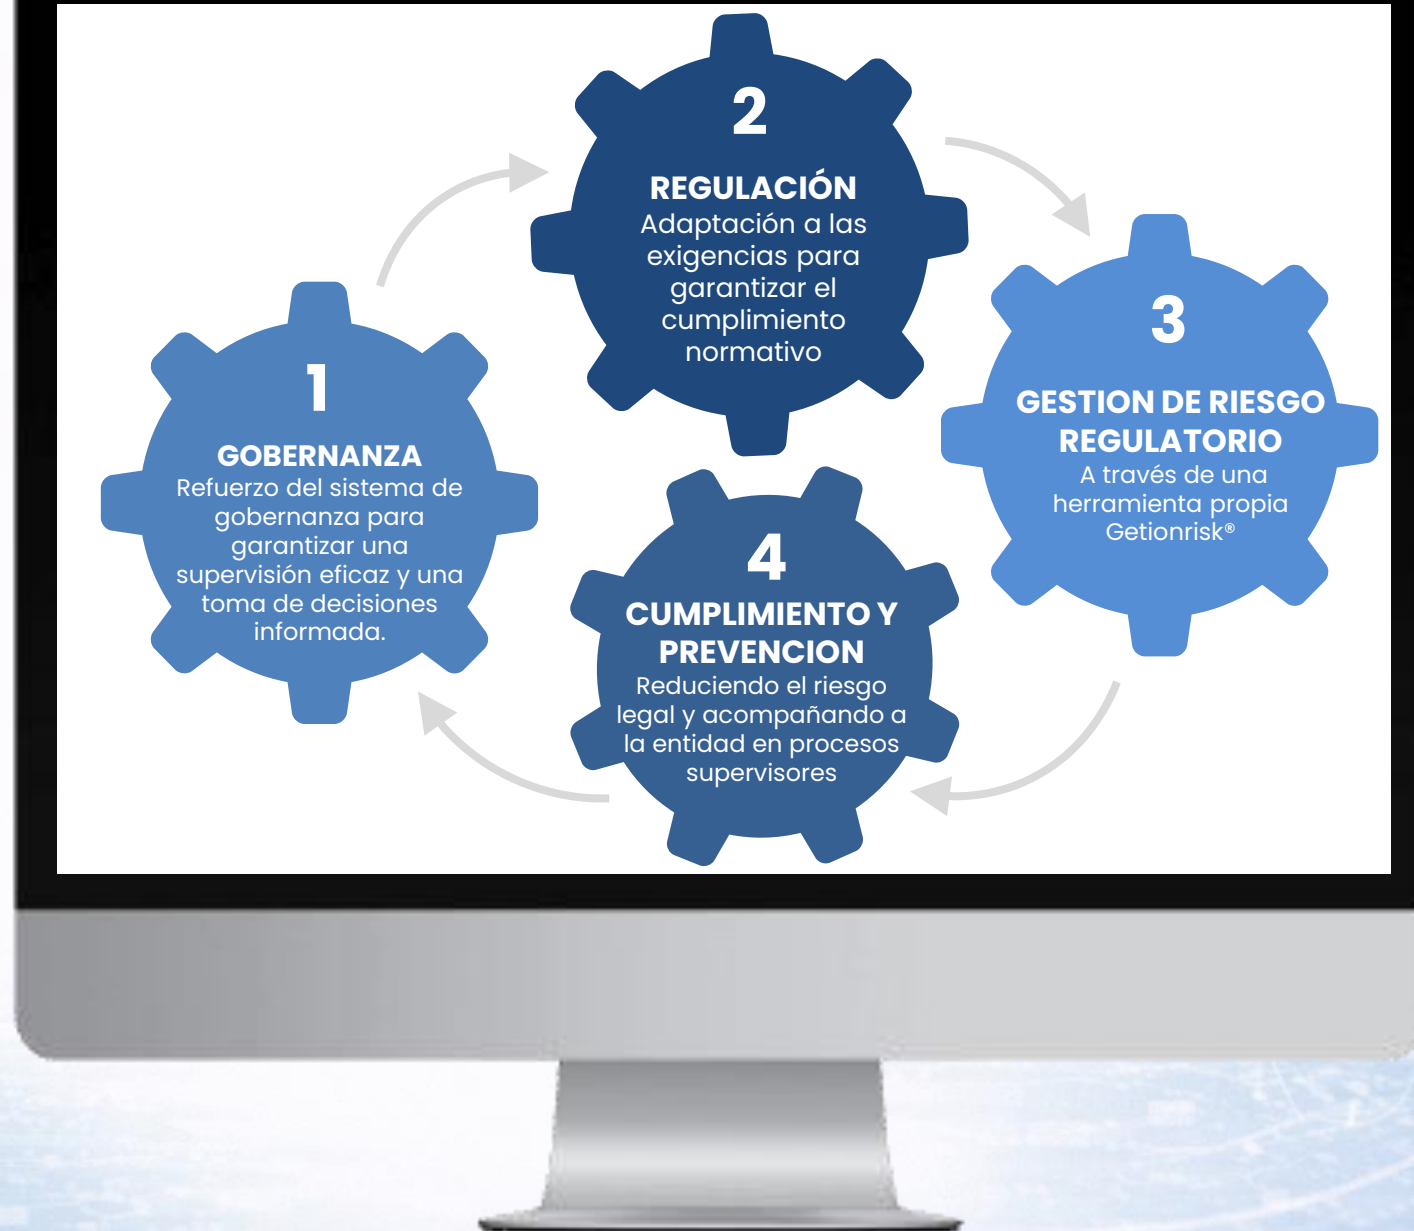 1
GOBERNANZA
Refuerzo del sistema de
gobernanza para
garantizar una
supervisión eficaz y una
toma de decisiones
informada.
2
REGULACIÓN
Adaptación a las
exigencias para
garantizar el
cumplimiento
normativo
3
GESTION DE RIESGO
REGULATORIO
A través de una
herramienta propia
Getionrisk®
4
CUMPLIMIENTO Y
PREVENCION
Reduciendo el riesgo
legal y acompañando a
la entidad en procesos
supervisores